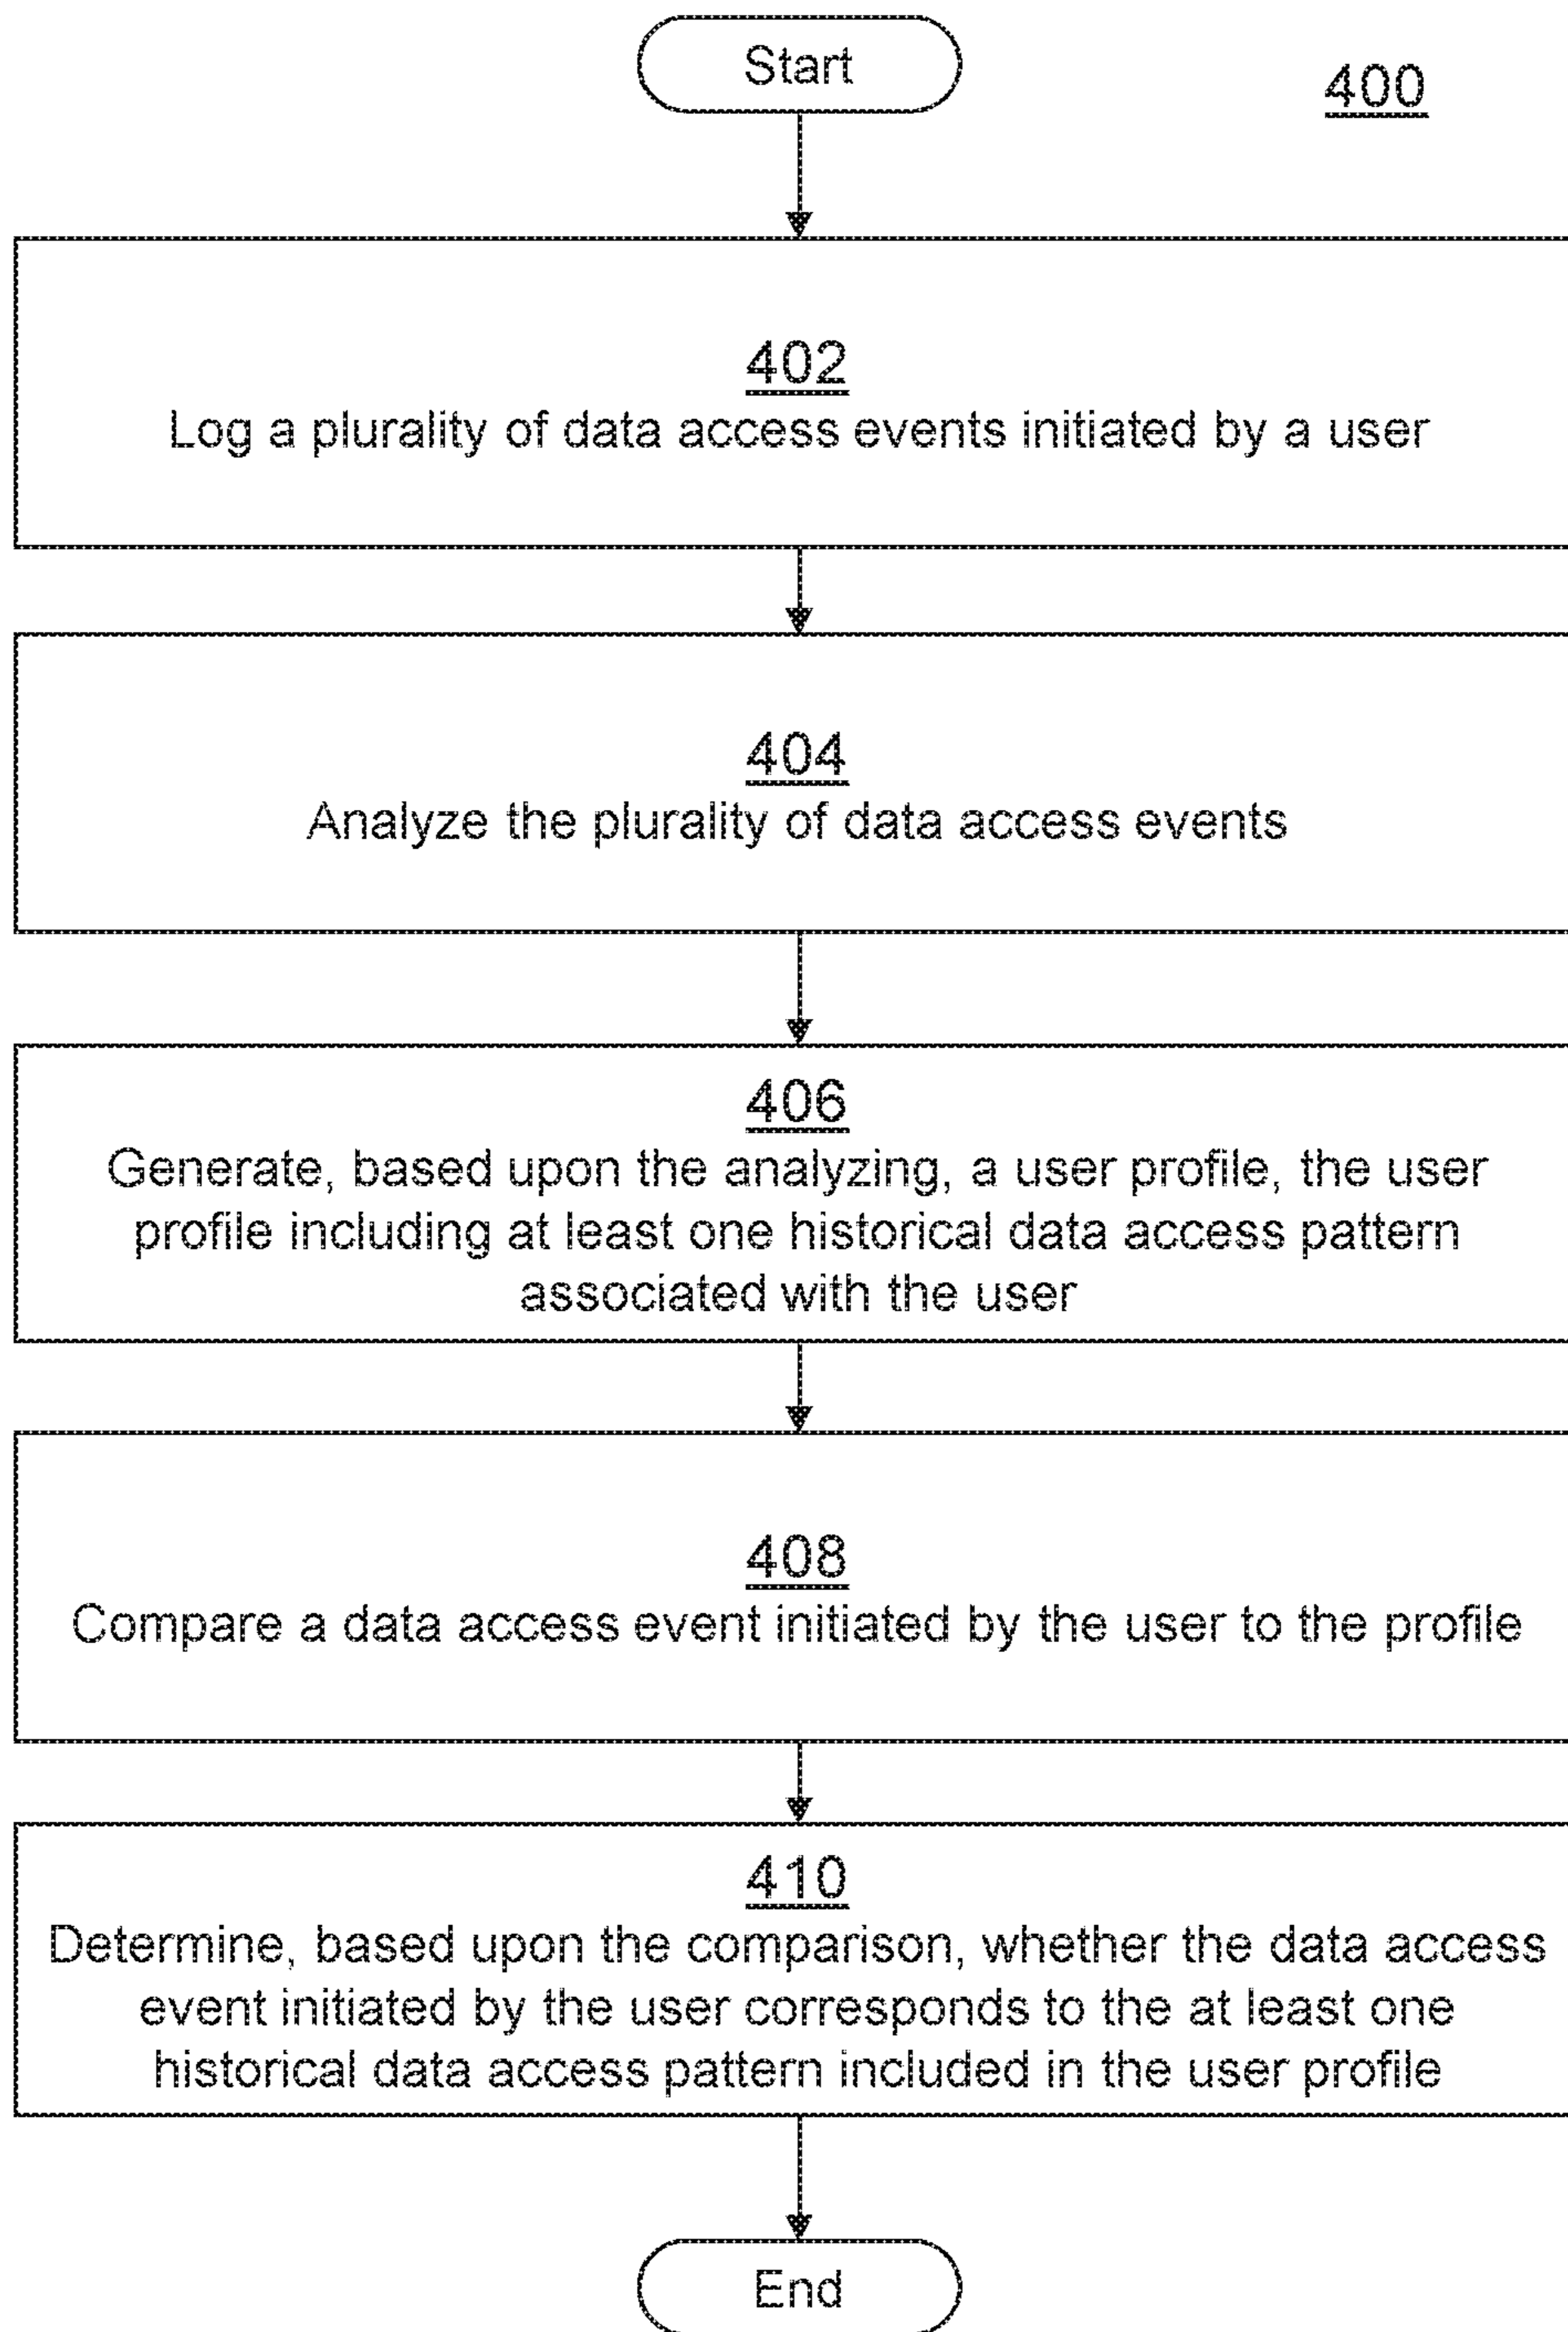 Start
400
402
Log a plurality of data access events initiated by a user
404
Analyze the plurality of data access events
406
Generate, based upon the analyzing, a user profile, the user
profile including at least one historical data access pattern
associated with the user
408
Compare a data access event initiated by the user to the profile
410
Determine, based upon the comparison, whether the data access
event initiated by the user corresponds to the at least one
historical data access pattern included in the user profile
End